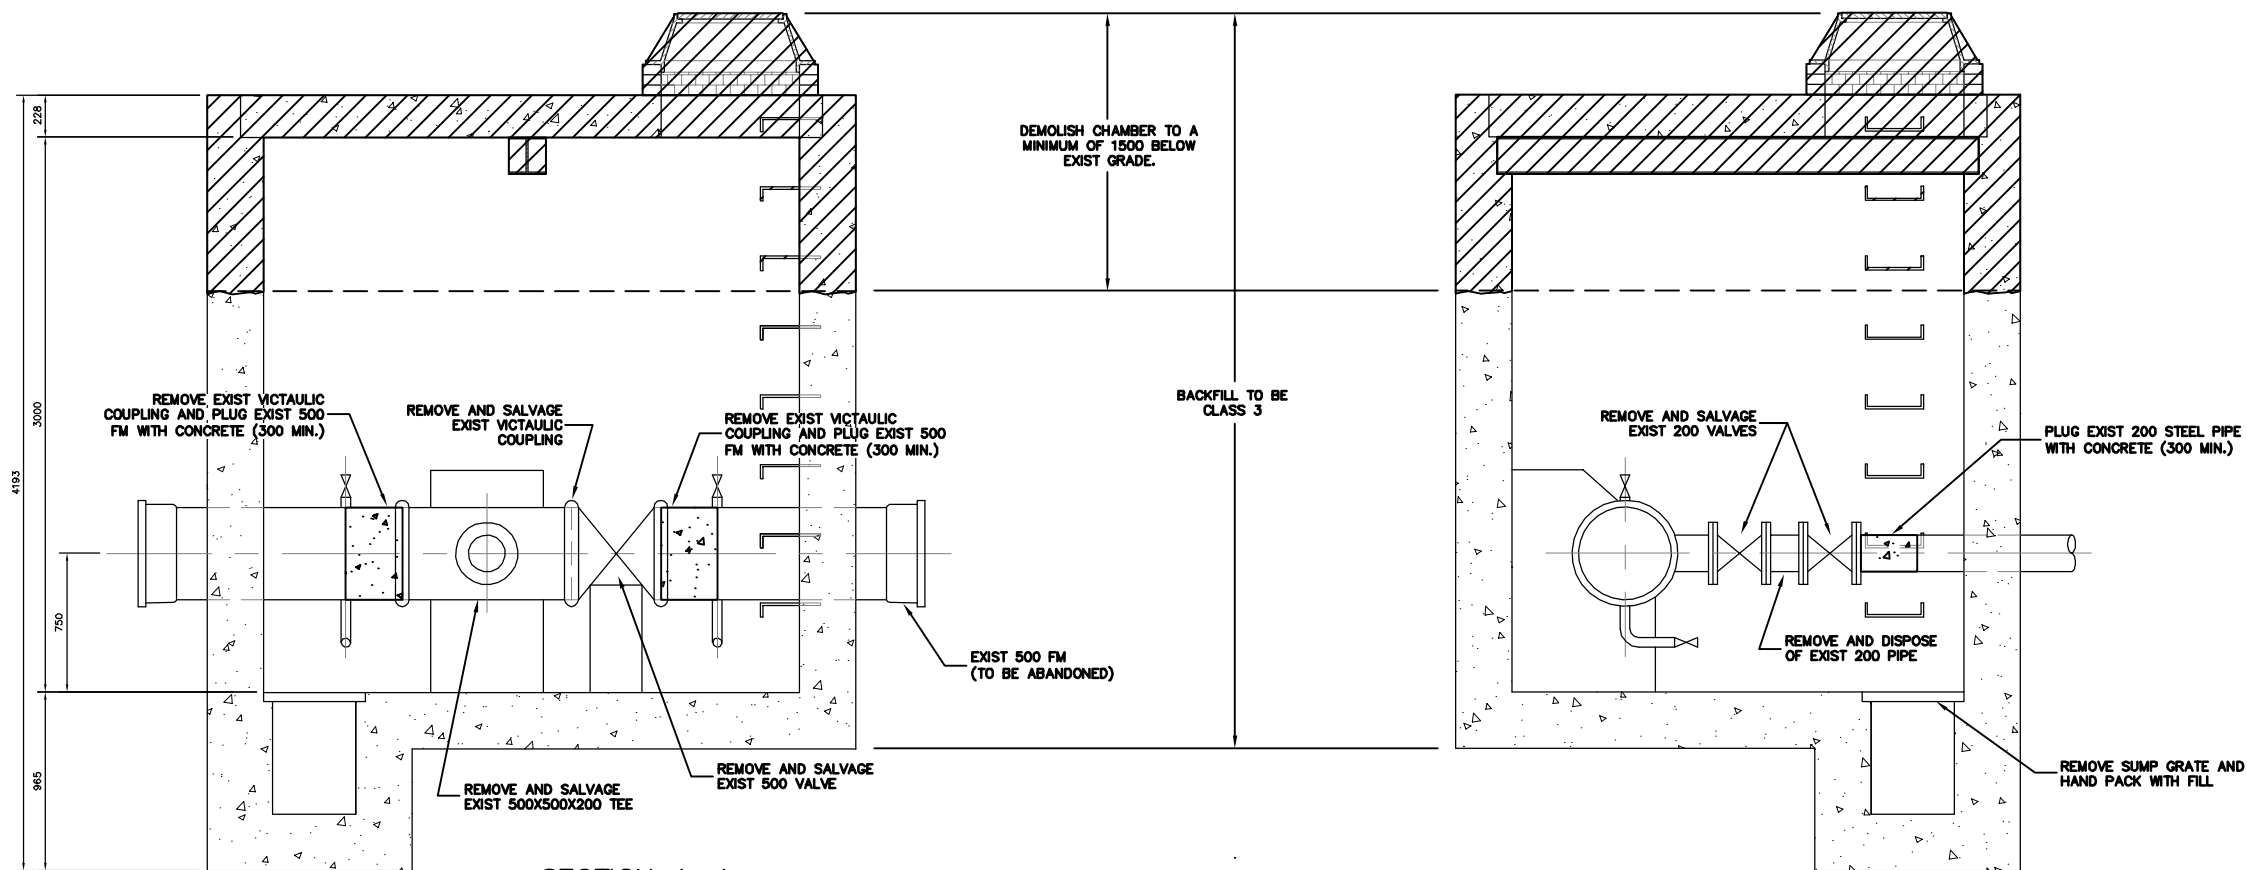 228
3000
4193
750
965
DEMOLISH CHAMBER TO A
MINIMUM OF 1500 BELOW
EXIST GRADE.
BACKFILL TO BE
CLASS 3
REMOVE EXIST VICTAULIC
COUPLING AND PLUG EXIST 500
FM WITH CONCRETE (300 MIN.)
REMOVE AND SALVAGE
EXIST VICTAULIC
COUPLING
REMOVE EXIST VICTAULIC
COUPLING AND PLUG EXIST 500
FM WITH CONCRETE (300 MIN.)
EXIST 500 FM
(TO BE ABANDONED)
REMOVE AND SALVAGE
EXIST 500 VALVE
REMOVE AND SALVAGE
EXIST 500X500X200 TEE
REMOVE AND SALVAGE
EXIST 200 VALVES
PLUG EXIST 200 STEEL PIPE
WITH CONCRETE (300 MIN.)
REMOVE AND DISPOSE
OF EXIST 200 PIPE
REMOVE SUMP GRATE AND
HAND PACK WITH FILL